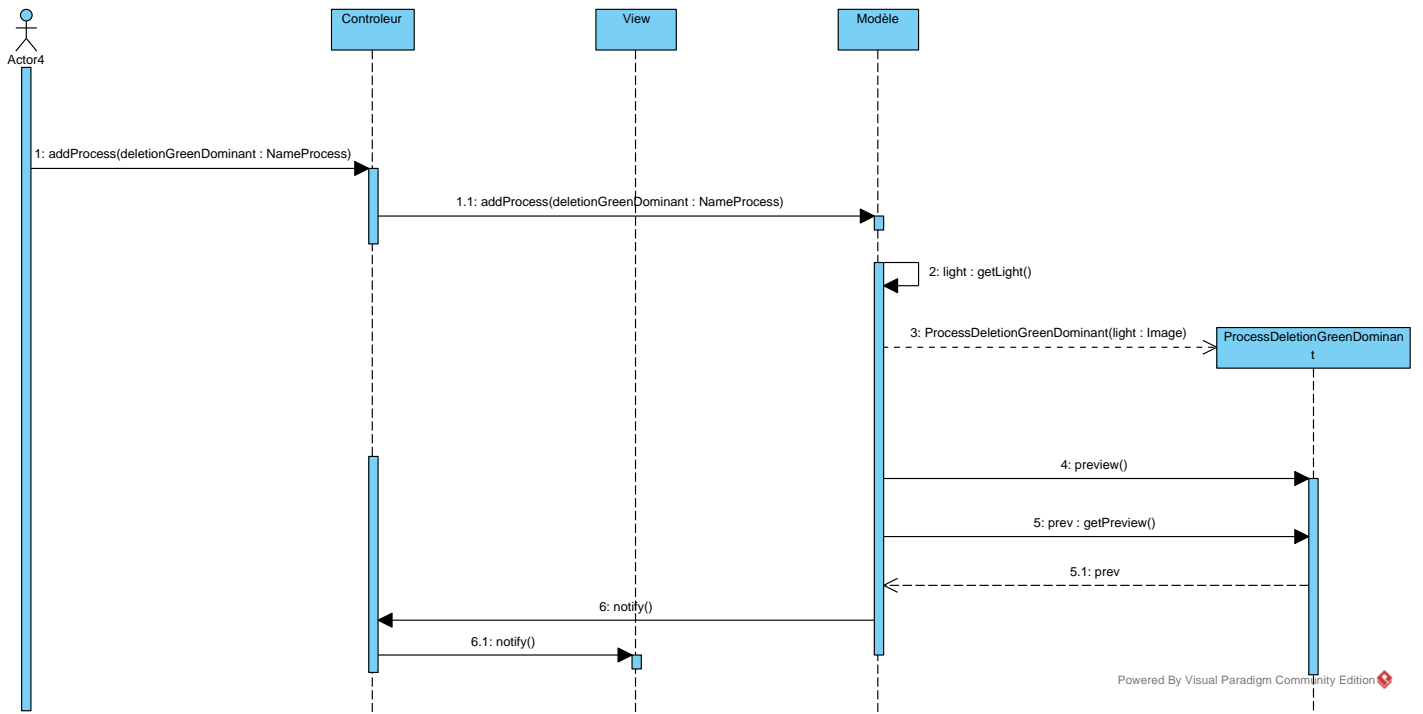 Controleur
View
Modèle
Actor4
1: addProcess(deletionGreenDominant : NameProcess)
1.1: addProcess(deletionGreenDominant : NameProcess)
2: light : getLight()
3: ProcessDeletionGreenDominant(light : Image)
ProcessDeletionGreenDominan
t
4: preview()
5: prev : getPreview()
5.1: prev
6: notify()
6.1: notify()
Powered By Visual Paradigm Community Edition